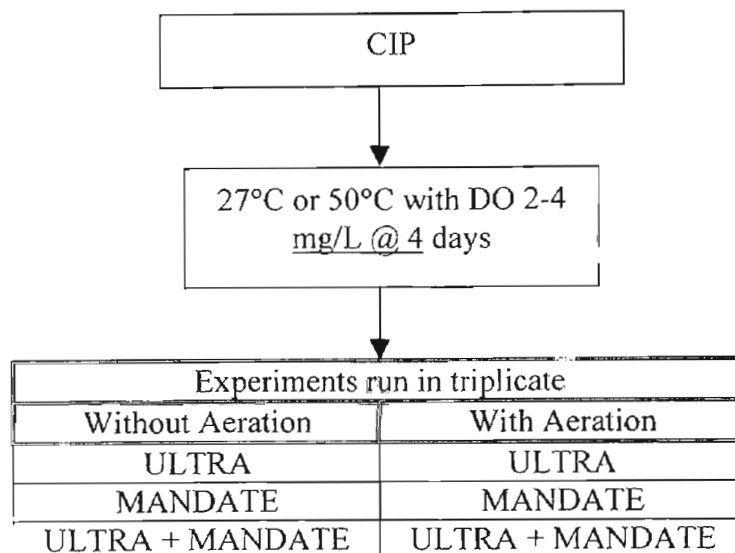 CIP
27°C or 50°C with DO 2-4
mg/L @ 4 days
Experiments run in triplicate
Without Aeration With Aeration
ULTRA ULTRA
MANDATE MANDATE
ULTRA + MANDATE ULTRA + MANDATE